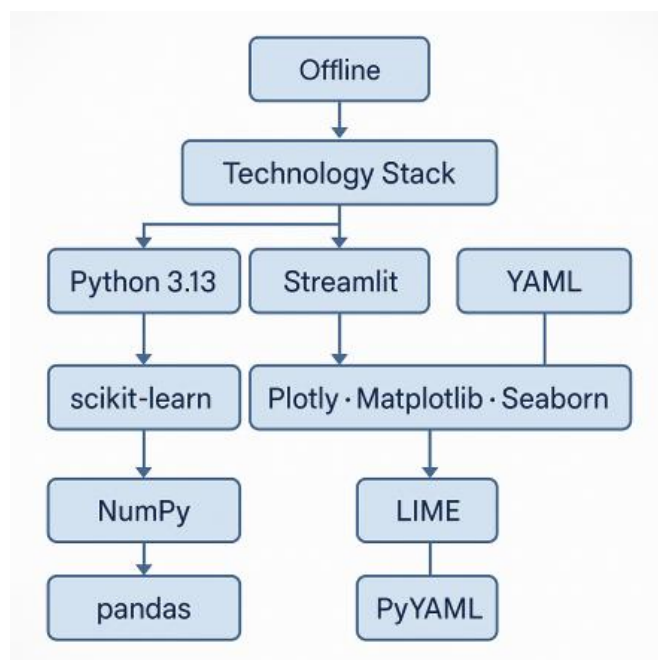 Offline
Technology Stack
Python 3.13
Streamlit
YAML
scikit-learn
Plotly · Matplotlib · Seaborn
NumPy
LIME
pandas
PyYAML